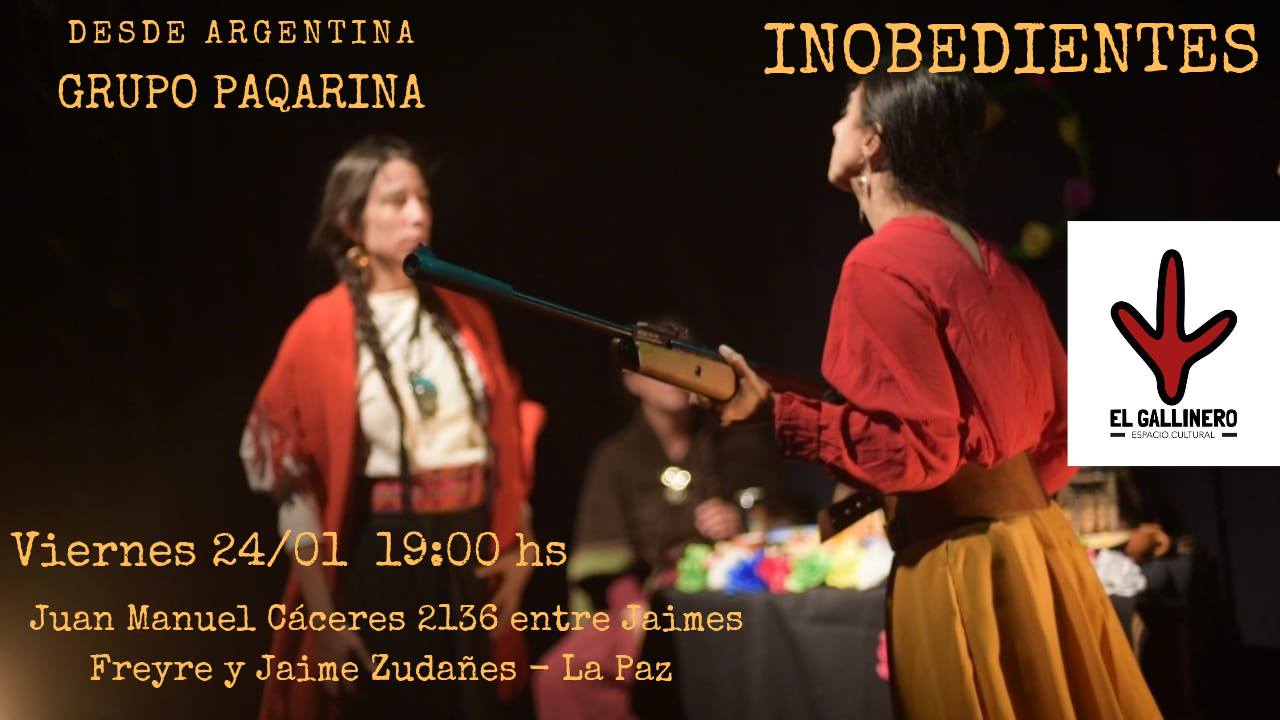 DESDE ARGENTINA
GRUPO PAQARINA
INOBEDIENTES
EL GALLINERO
ESPACIO CULTURAL
Viernes 24/01 19:00 hs
Juan Manuel Cáceres 2136 entre Jaimes
Freyre y Jaime Zudañes - La Paz